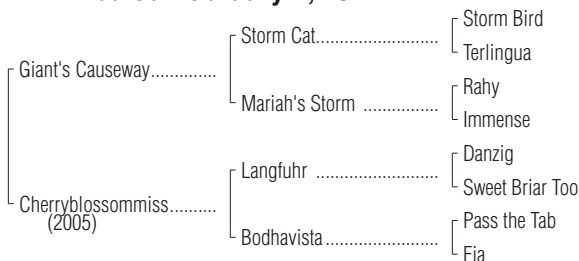 Storm Bird
Storm Cat
Terlingua
Giant's Causeway
Rahy
Mariah's Storm
Immense
Danzig
Langfuhr
Sweet Briar Too
Cherryblossommiss
(2005)
Pass the Tab
Bodhavista
Fia